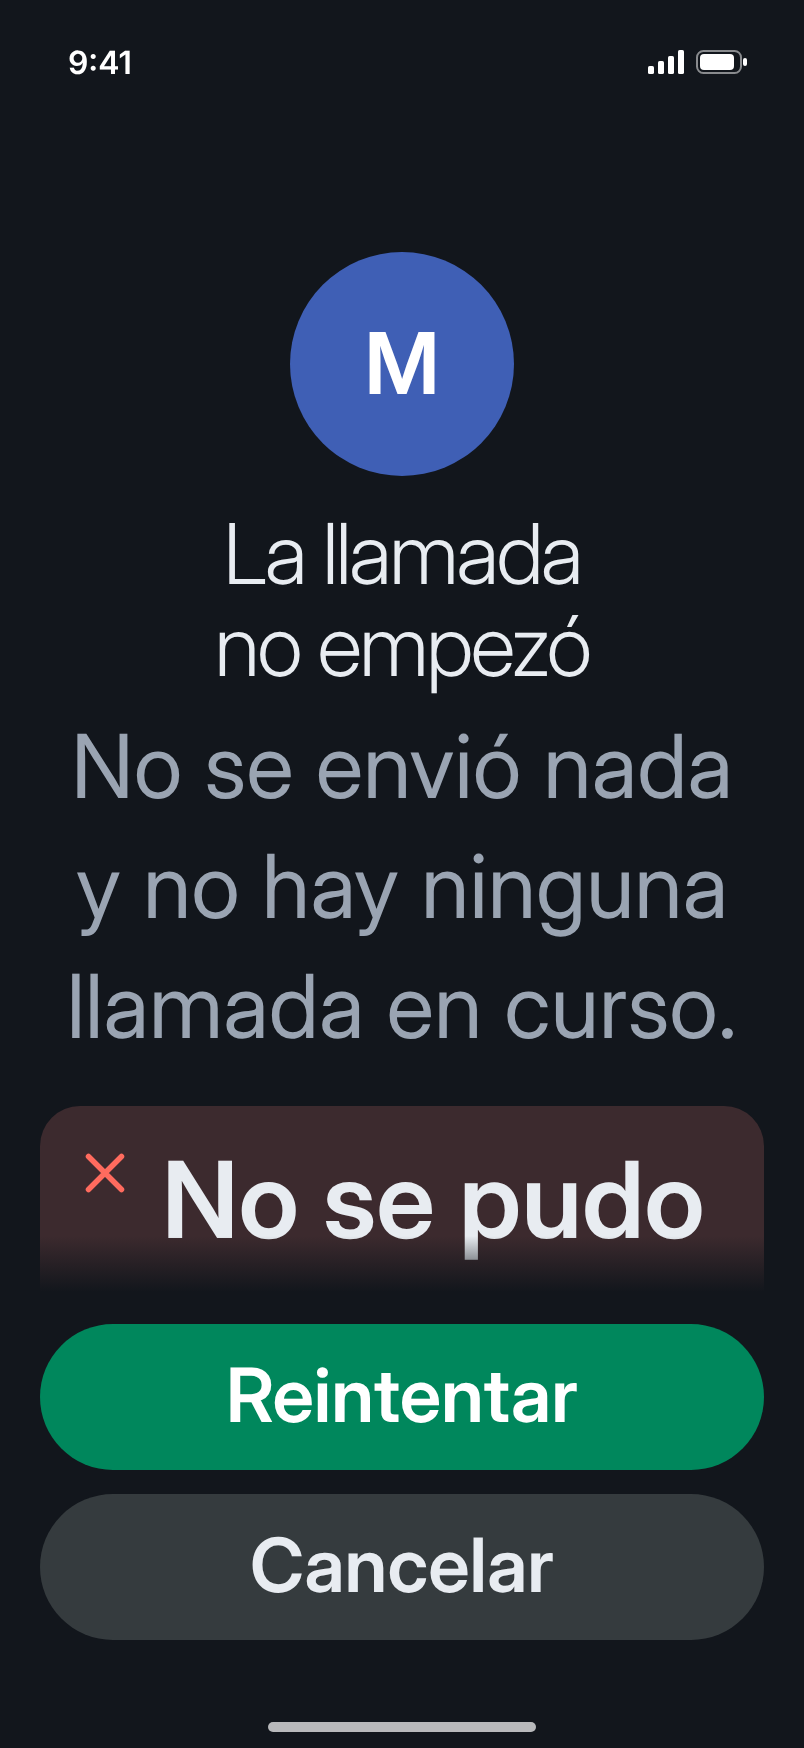 9:41
M
La llamada
no empezó
No se envió nada
y no hay ninguna
llamada en curso.
No se pudo
Reintentar
Cancelar